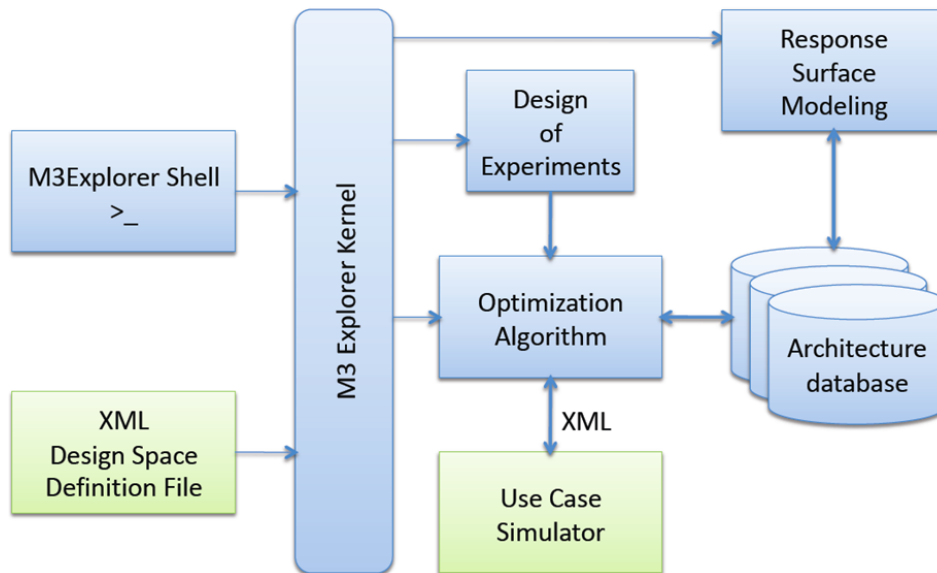 M3Explorer Shell
>_
XML
Design Space
Definition File
M3 Explorer Kernel
Design
of
Experiments
Optimization
Algorithm
XML
Use Case
Simulator
Response
Surface
Modeling
Architecture
database